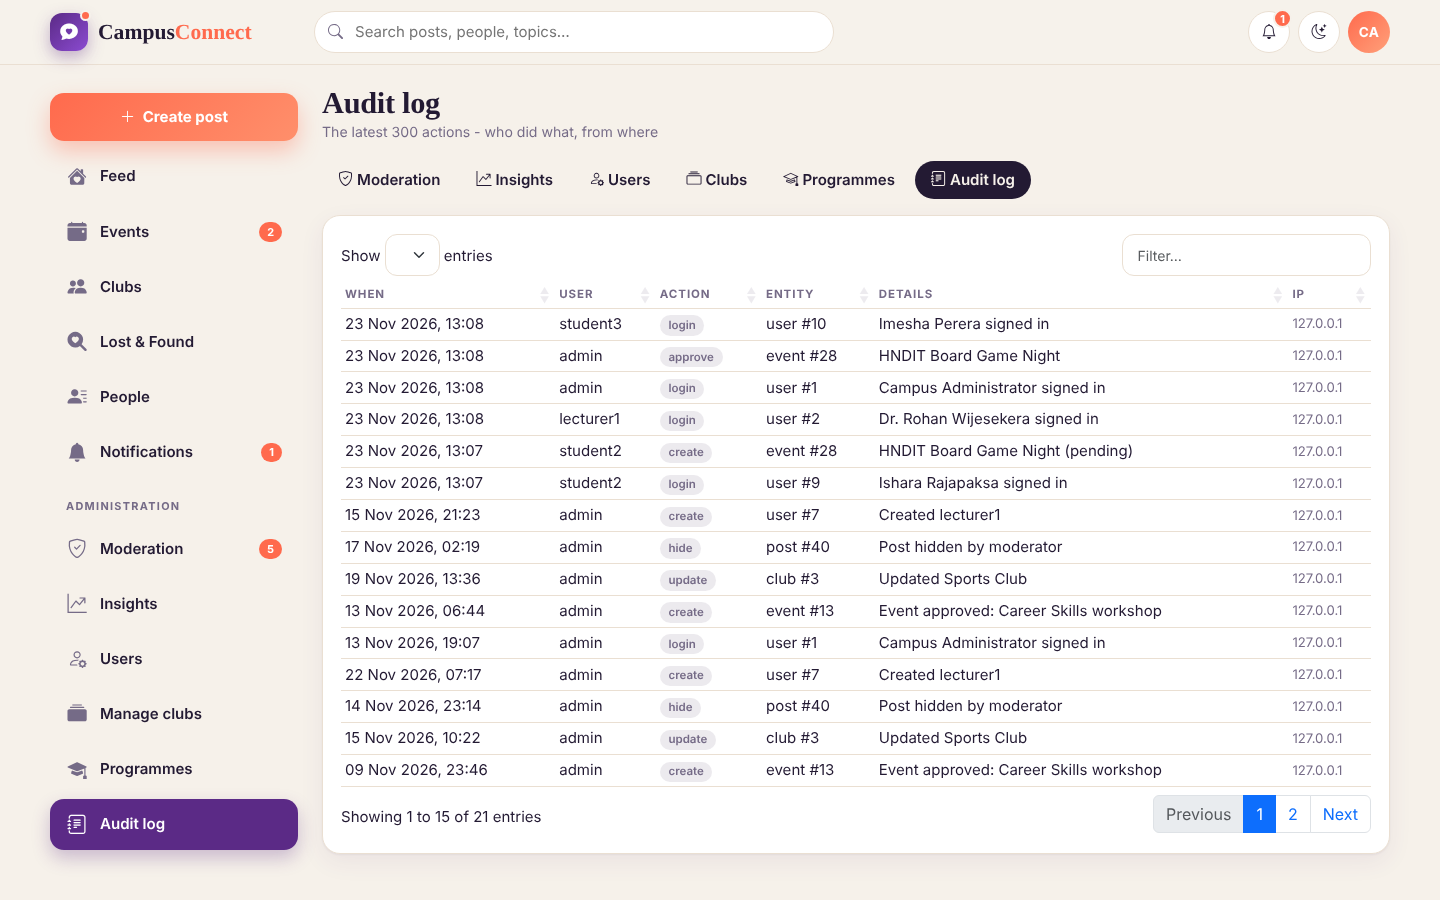 CampusConnect
Search posts, people, topics...
1
CA
Create post
Feed
Events 2
Clubs
Lost & Found
People
Notifications 1
ADMINISTRATION
Moderation 5
Insights
Users
Manage clubs
Programmes
Audit log
Audit log
The latest 300 actions - who did what, from where
Moderation Insights Users Clubs Programmes Audit log
Show entries
Filter...
WHEN USER ACTION ENTITY DETAILS IP
23 Nov 2026, 13:08 student3 login user #10 Imesha Perera signed in 127.0.0.1
23 Nov 2026, 13:08 admin approve event #28 HNDIT Board Game Night 127.0.0.1
23 Nov 2026, 13:08 admin login user #1 Campus Administrator signed in 127.0.0.1
23 Nov 2026, 13:08 lecturer1 login user #2 Dr. Rohan Wijesekera signed in 127.0.0.1
23 Nov 2026, 13:07 student2 create event #28 HNDIT Board Game Night (pending) 127.0.0.1
23 Nov 2026, 13:07 student2 login user #9 Ishara Rajapaksa signed in 127.0.0.1
15 Nov 2026, 21:23 admin create user #7 Created lecturer1 127.0.0.1
17 Nov 2026, 02:19 admin hide post #40 Post hidden by moderator 127.0.0.1
19 Nov 2026, 13:36 admin update club #3 Updated Sports Club 127.0.0.1
13 Nov 2026, 06:44 admin create event #13 Event approved: Career Skills workshop 127.0.0.1
13 Nov 2026, 19:07 admin login user #1 Campus Administrator signed in 127.0.0.1
22 Nov 2026, 07:17 admin create user #7 Created lecturer1 127.0.0.1
14 Nov 2026, 23:14 admin hide post #40 Post hidden by moderator 127.0.0.1
15 Nov 2026, 10:22 admin update club #3 Updated Sports Club 127.0.0.1
09 Nov 2026, 23:46 admin create event #13 Event approved: Career Skills workshop 127.0.0.1
Showing 1 to 15 of 21 entries
Previous 1 2 Next